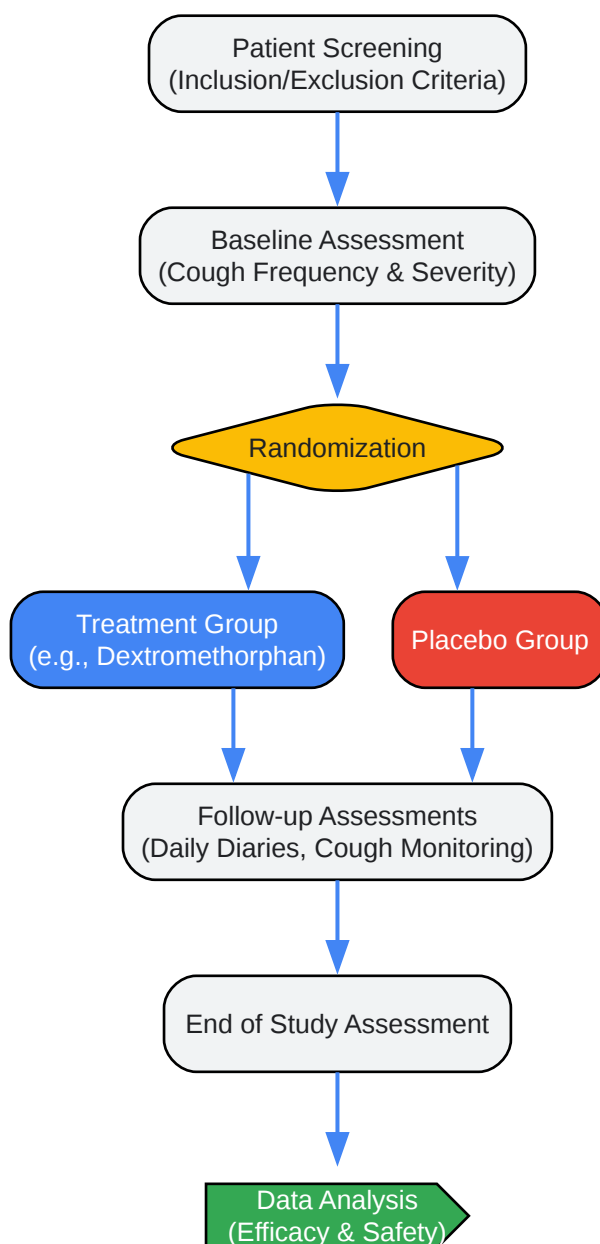 Patient Screening
(Inclusion/Exclusion Criteria)
Baseline Assessment
(Cough Frequency & Severity)
Randomization
Treatment Group
(e.g., Dextromethorphan)
Placebo Group
Follow-up Assessments
(Daily Diaries, Cough Monitoring)
End of Study Assessment
Data Analysis
(Efficacy & Safety)